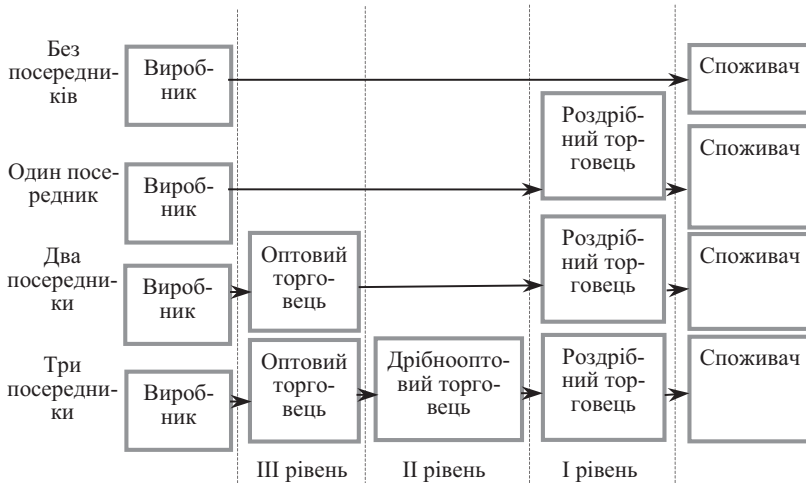 Без
посередни-
ків
Вироб-
ник
Споживач
Один посе-
редник
Вироб-
ник
Роздріб-
ний тор-
говець
Споживач
Два
посередни-
ки
Вироб-
ник
Оптовий
торго-
вець
Роздріб-
ний тор-
говець
Споживач
Три
посередни-
ки
Вироб-
ник
Оптовий
торго-
вець
Дрібноопто-
вий торго-
вець
Роздріб-
ний тор-
говець
Споживач
III рівень
II рівень
I рівень